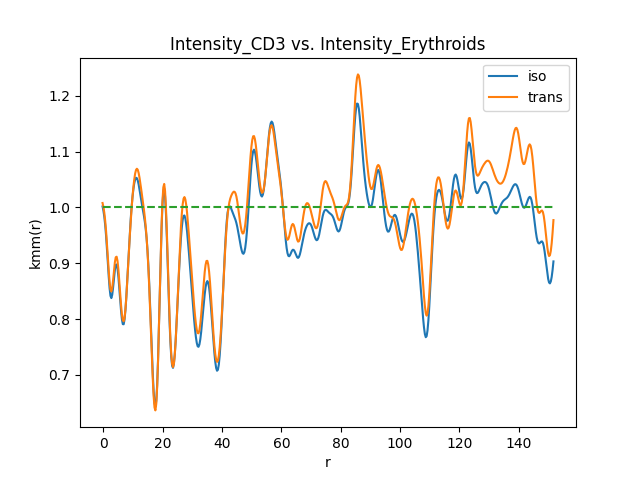 Intensity_CD3 vs. Intensity_Erythroids
iso
trans
1.2
1.1
1.0
0.9
0.8
0.7
kmm(r)
0 20 40 60 80 100 120 140
r